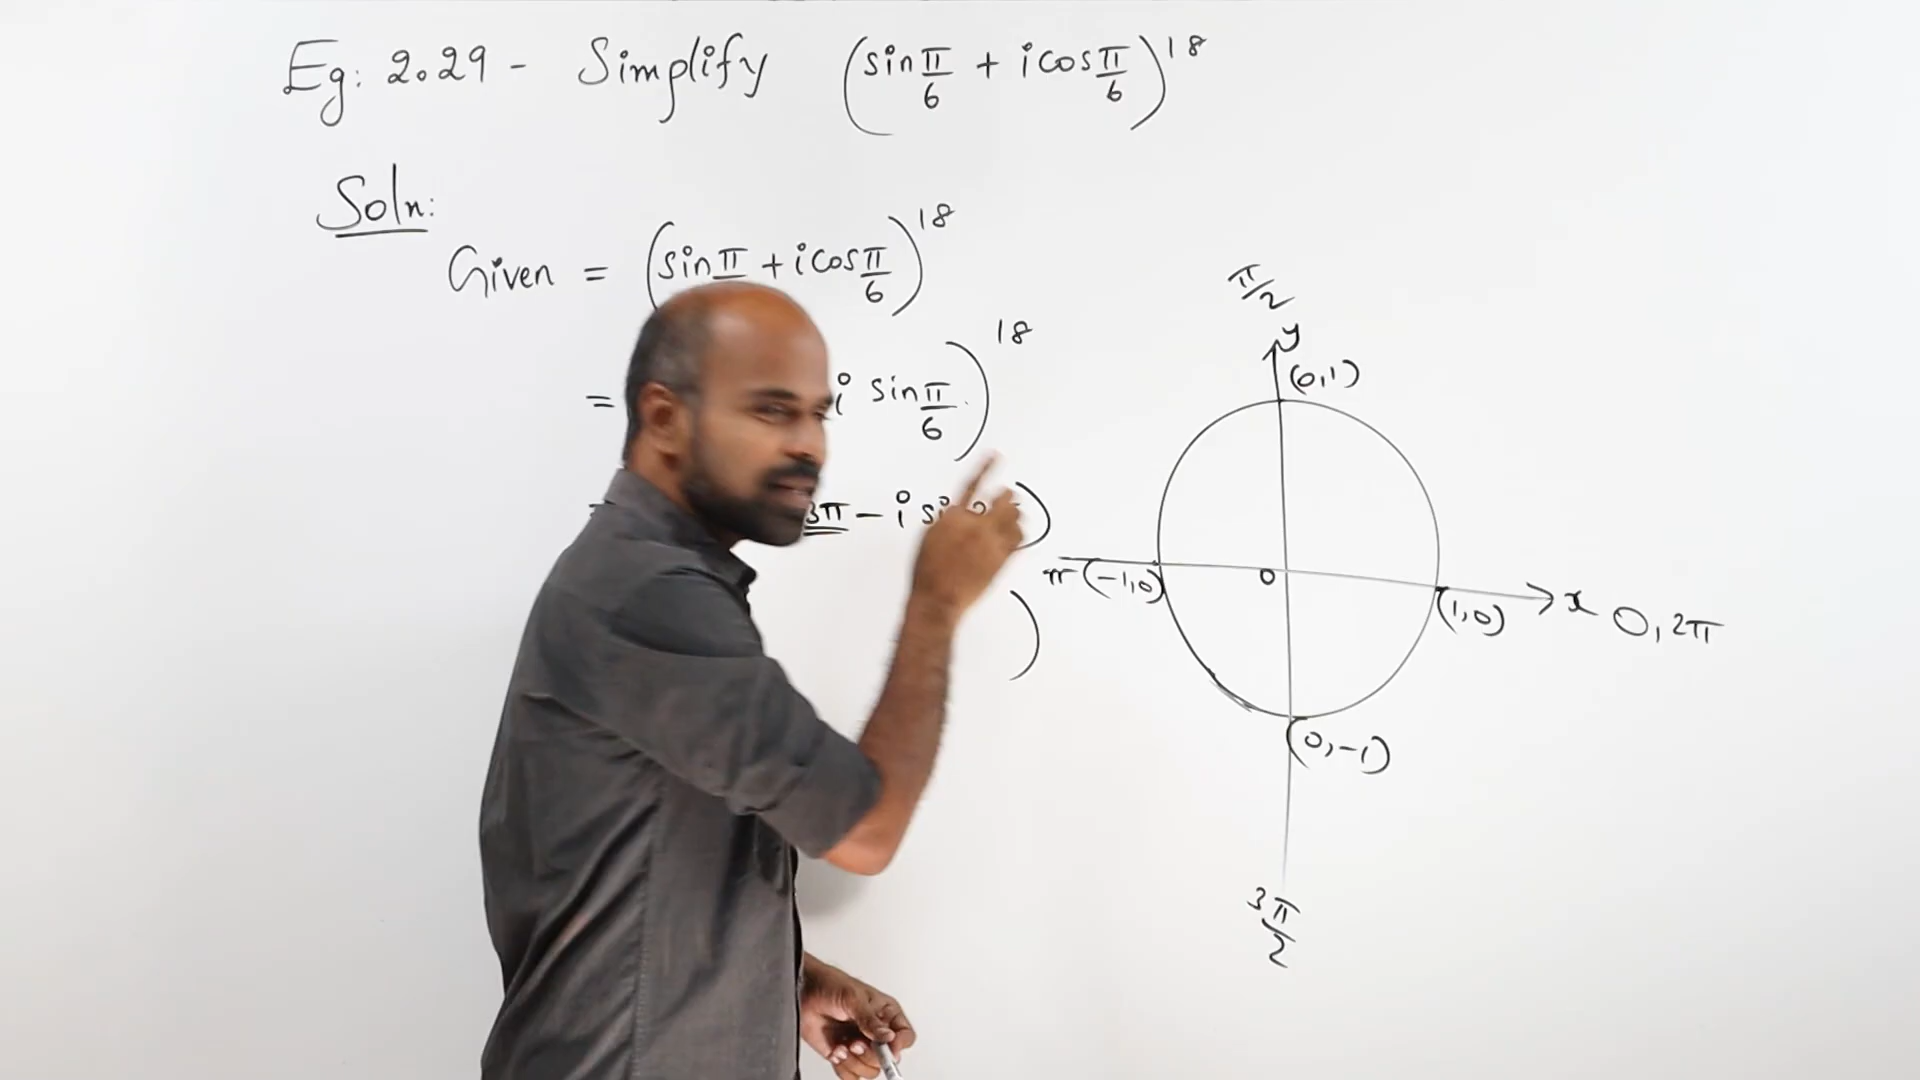 Eg: 2.29 - Simplify (sin π/6 + i cos π/6)^18
Soln:
Given = (sin π + i cos π/6)^18
= i sin π/6)^18
3π - i )
)
π/2
y
(0,1)
π (-1,0)
0
(1,0)
x 0, 2π
(0,-1)
3π/2